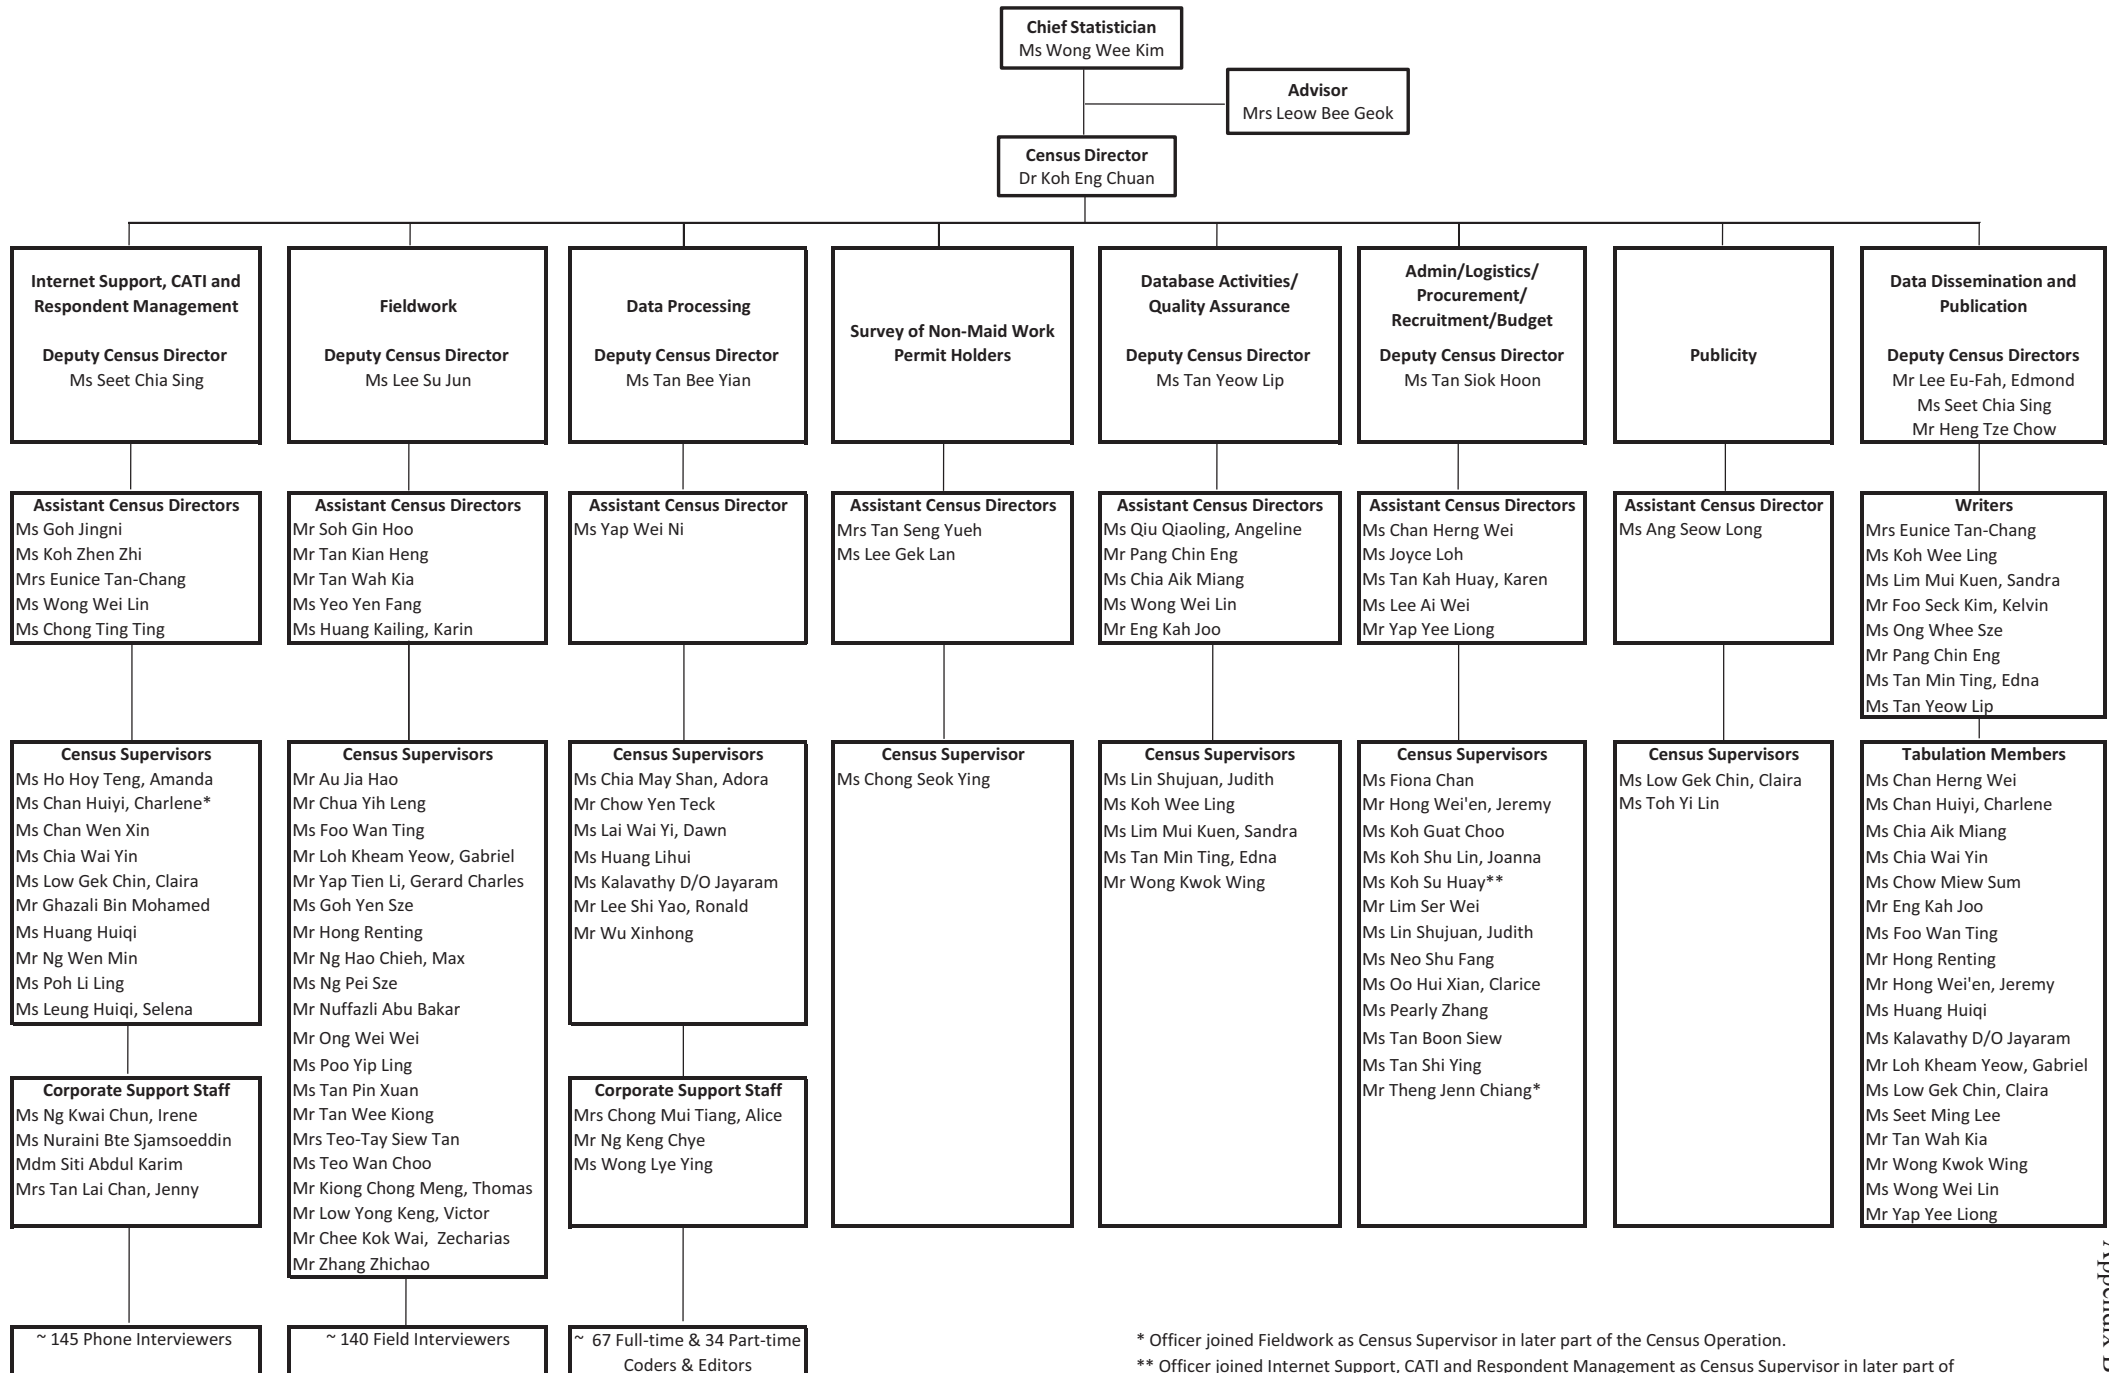 Chief Statistician
Ms Wong Wee Kim
Advisor
Mrs Leow Bee Geok
Census Director
Dr Koh Eng Chuan
Internet Support, CATI and
Respondent Management
Deputy Census Director
Ms Seet Chia Sing
Fieldwork
Deputy Census Director
Ms Lee Su Jun
Data Processing
Deputy Census Director
Ms Tan Bee Yian
Survey of Non-Maid Work
Permit Holders
Database Activities/
Quality Assurance
Deputy Census Director
Ms Tan Yeow Lip
Admin/Logistics/
Procurement/
Recruitment/Budget
Deputy Census Director
Ms Tan Siok Hoon
Publicity
Data Dissemination and
Publication
Deputy Census Directors
Mr Lee Eu-Fah, Edmond
Ms Seet Chia Sing
Mr Heng Tze Chow
Assistant Census Directors
Ms Goh Jingni
Ms Koh Zhen Zhi
Mrs Eunice Tan-Chang
Ms Wong Wei Lin
Ms Chong Ting Ting
Assistant Census Directors
Mr Soh Gin Hoo
Mr Tan Kian Heng
Mr Tan Wah Kia
Ms Yeo Yen Fang
Ms Huang Kailing, Karin
Assistant Census Director
Ms Yap Wei Ni
Assistant Census Directors
Mrs Tan Seng Yueh
Ms Lee Gek Lan
Assistant Census Directors
Ms Qiu Qiaoling, Angeline
Mr Pang Chin Eng
Ms Chia Aik Miang
Ms Wong Wei Lin
Mr Eng Kah Joo
Assistant Census Directors
Ms Chan Herng Wei
Ms Joyce Loh
Ms Tan Kah Huay, Karen
Ms Lee Ai Wei
Mr Yap Yee Liong
Assistant Census Director
Ms Ang Seow Long
Writers
Mrs Eunice Tan-Chang
Ms Koh Wee Ling
Ms Lim Mui Kuen, Sandra
Mr Foo Seck Kim, Kelvin
Ms Ong Whee Sze
Mr Pang Chin Eng
Ms Tan Min Ting, Edna
Ms Tan Yeow Lip
Census Supervisors
Ms Ho Hoy Teng, Amanda
Ms Chan Huiyi, Charlene*
Ms Chan Wen Xin
Ms Chia Wai Yin
Ms Low Gek Chin, Claira
Mr Ghazali Bin Mohamed
Ms Huang Huiqi
Mr Ng Wen Min
Ms Poh Li Ling
Ms Leung Huiqi, Selena
Census Supervisors
Mr Au Jia Hao
Mr Chua Yih Leng
Ms Foo Wan Ting
Mr Loh Kheam Yeow, Gabriel
Mr Yap Tien Li, Gerard Charles
Ms Goh Yen Sze
Mr Hong Renting
Mr Ng Hao Chieh, Max
Ms Ng Pei Sze
Mr Nuffazli Abu Bakar
Mr Ong Wei Wei
Ms Poo Yip Ling
Ms Tan Pin Xuan
Mr Tan Wee Kiong
Mrs Teo-Tay Siew Tan
Ms Teo Wan Choo
Mr Kiong Chong Meng, Thomas
Mr Low Yong Keng, Victor
Mr Chee Kok Wai, Zecharias
Mr Zhang Zhichao
Census Supervisors
Ms Chia May Shan, Adora
Mr Chow Yen Teck
Ms Lai Wai Yi, Dawn
Ms Huang Lihui
Ms Kalavathy D/O Jayaram
Mr Lee Shi Yao, Ronald
Mr Wu Xinhong
Census Supervisor
Ms Chong Seok Ying
Census Supervisors
Ms Lin Shujuan, Judith
Ms Koh Wee Ling
Ms Lim Mui Kuen, Sandra
Ms Tan Min Ting, Edna
Mr Wong Kwok Wing
Census Supervisors
Ms Fiona Chan
Mr Hong Wei'en, Jeremy
Ms Koh Guat Choo
Ms Koh Shu Lin, Joanna
Ms Koh Su Huay**
Mr Lim Ser Wei
Ms Lin Shujuan, Judith
Ms Neo Shu Fang
Ms Oo Hui Xian, Clarice
Ms Pearly Zhang
Ms Tan Boon Siew
Ms Tan Shi Ying
Mr Theng Jenn Chiang*
Census Supervisors
Ms Low Gek Chin, Claira
Ms Toh Yi Lin
Tabulation Members
Ms Chan Herng Wei
Ms Chan Huiyi, Charlene
Ms Chia Aik Miang
Ms Chia Wai Yin
Ms Chow Miew Sum
Mr Eng Kah Joo
Ms Foo Wan Ting
Mr Hong Renting
Mr Hong Wei'en, Jeremy
Ms Huang Huiqi
Ms Kalavathy D/O Jayaram
Mr Loh Kheam Yeow, Gabriel
Ms Low Gek Chin, Claira
Ms Seet Ming Lee
Mr Tan Wah Kia
Mr Wong Kwok Wing
Ms Wong Wei Lin
Mr Yap Yee Liong
Corporate Support Staff
Ms Ng Kwai Chun, Irene
Ms Nuraini Bte Sjamsoeddin
Mdm Siti Abdul Karim
Mrs Tan Lai Chan, Jenny
Corporate Support Staff
Mrs Chong Mui Tiang, Alice
Mr Ng Keng Chye
Ms Wong Lye Ying
~ 145 Phone Interviewers
~ 140 Field Interviewers
~ 67 Full-time & 34 Part-time
Coders & Editors
* Officer joined Fieldwork as Census Supervisor in later part of the Census Operation.
** Officer joined Internet Support, CATI and Respondent Management as Census Supervisor in later part of